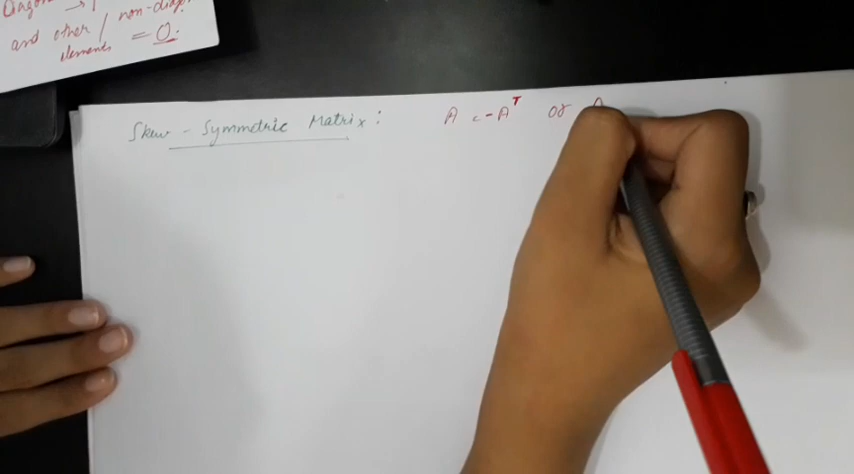 and other / non-diag
elements = 0.
Skew - Symmetric Matrix : A = -Aᵀ or A